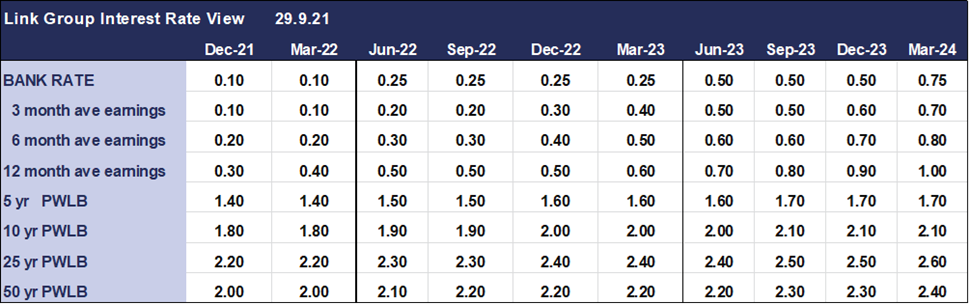 Link Group Interest Rate View 29.9.21
Dec-21 Mar-22 Jun-22 Sep-22 Dec-22 Mar-23 Jun-23 Sep-23 Dec-23 Mar-24
BANK RATE 0.10 0.10 0.25 0.25 0.25 0.25 0.50 0.50 0.50 0.75
3 month ave earnings 0.10 0.10 0.20 0.20 0.30 0.40 0.50 0.50 0.60 0.70
6 month ave earnings 0.20 0.20 0.30 0.30 0.40 0.50 0.60 0.60 0.70 0.80
12 month ave earnings 0.30 0.40 0.50 0.50 0.50 0.60 0.70 0.80 0.90 1.00
5 yr PWLB 1.40 1.40 1.50 1.50 1.60 1.60 1.60 1.70 1.70 1.70
10 yr PWLB 1.80 1.80 1.90 1.90 2.00 2.00 2.00 2.10 2.10 2.10
25 yr PWLB 2.20 2.20 2.30 2.30 2.40 2.40 2.40 2.50 2.50 2.60
50 yr PWLB 2.00 2.00 2.10 2.20 2.20 2.20 2.20 2.30 2.30 2.40